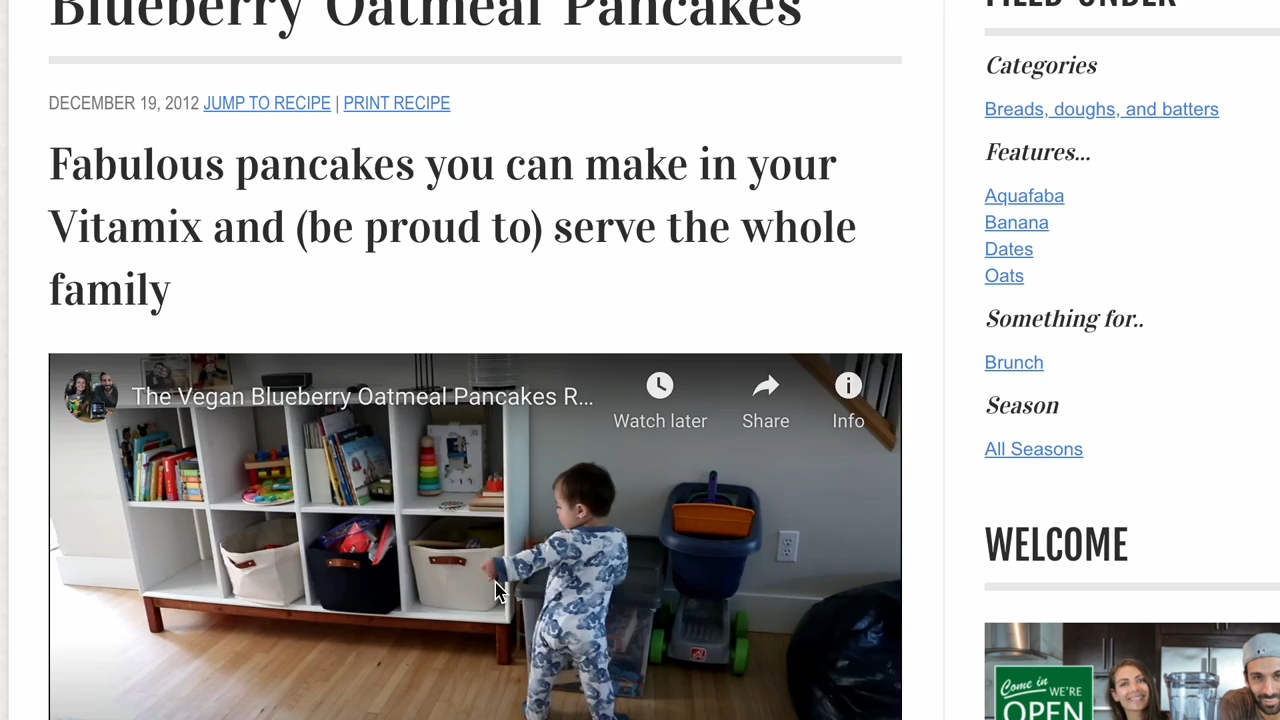 Blueberry Oatmeal Pancakes
DECEMBER 19, 2012 JUMP TO RECIPE | PRINT RECIPE
Fabulous pancakes you can make in your
Vitamix and (be proud to) serve the whole
family
The Vegan Blueberry Oatmeal Pancakes R...
Watch later
Share
Info
FILED UNDER
Categories
Breads, doughs, and batters
Features...
Aquafaba
Banana
Dates
Oats
Something for..
Brunch
Season
All Seasons
WELCOME
Come in
WE'RE
OPEN